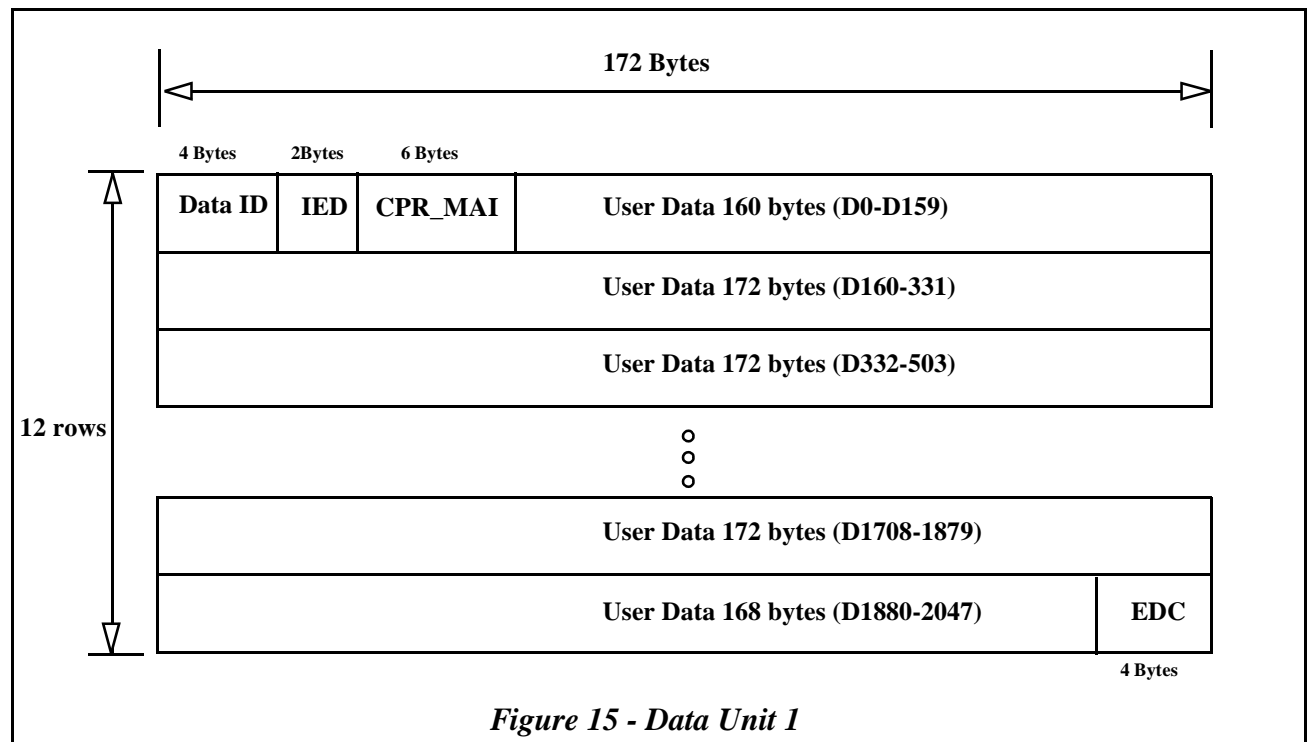 172 Bytes
4 Bytes 2Bytes 6 Bytes
Data ID IED CPR_MAI User Data 160 bytes (D0-D159)
User Data 172 bytes (D160-331)
User Data 172 bytes (D332-503)
12 rows
User Data 172 bytes (D1708-1879)
User Data 168 bytes (D1880-2047) EDC
4 Bytes
Figure 15 - Data Unit 1